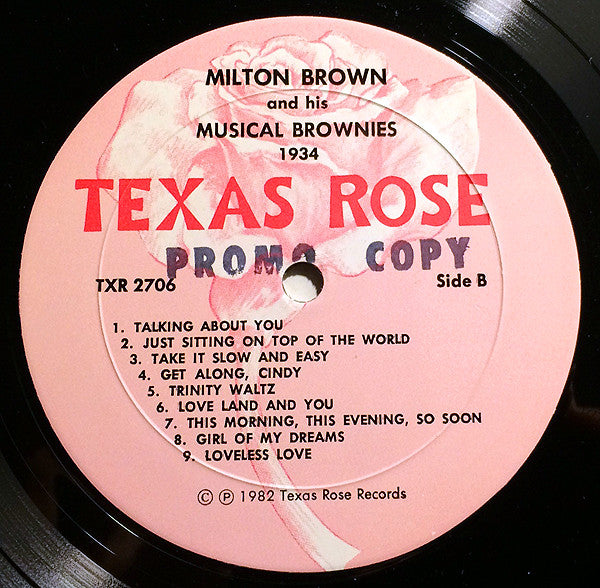 MILTON BROWN
and his
MUSICAL BROWNIES
1934
TEXAS ROSE
PROMO COPY
TXR 2706 Side B
1. TALKING ABOUT YOU
2. JUST SITTING ON TOP OF THE WORLD
3. TAKE IT SLOW AND EASY
4. GET ALONG, CINDY
5. TRINITY WALTZ
6. LOVE LAND AND YOU
7. THIS MORNING, THIS EVENING, SO SOON
8. GIRL OF MY DREAMS
9. LOVELESS LOVE
© ℗ 1982 Texas Rose Records